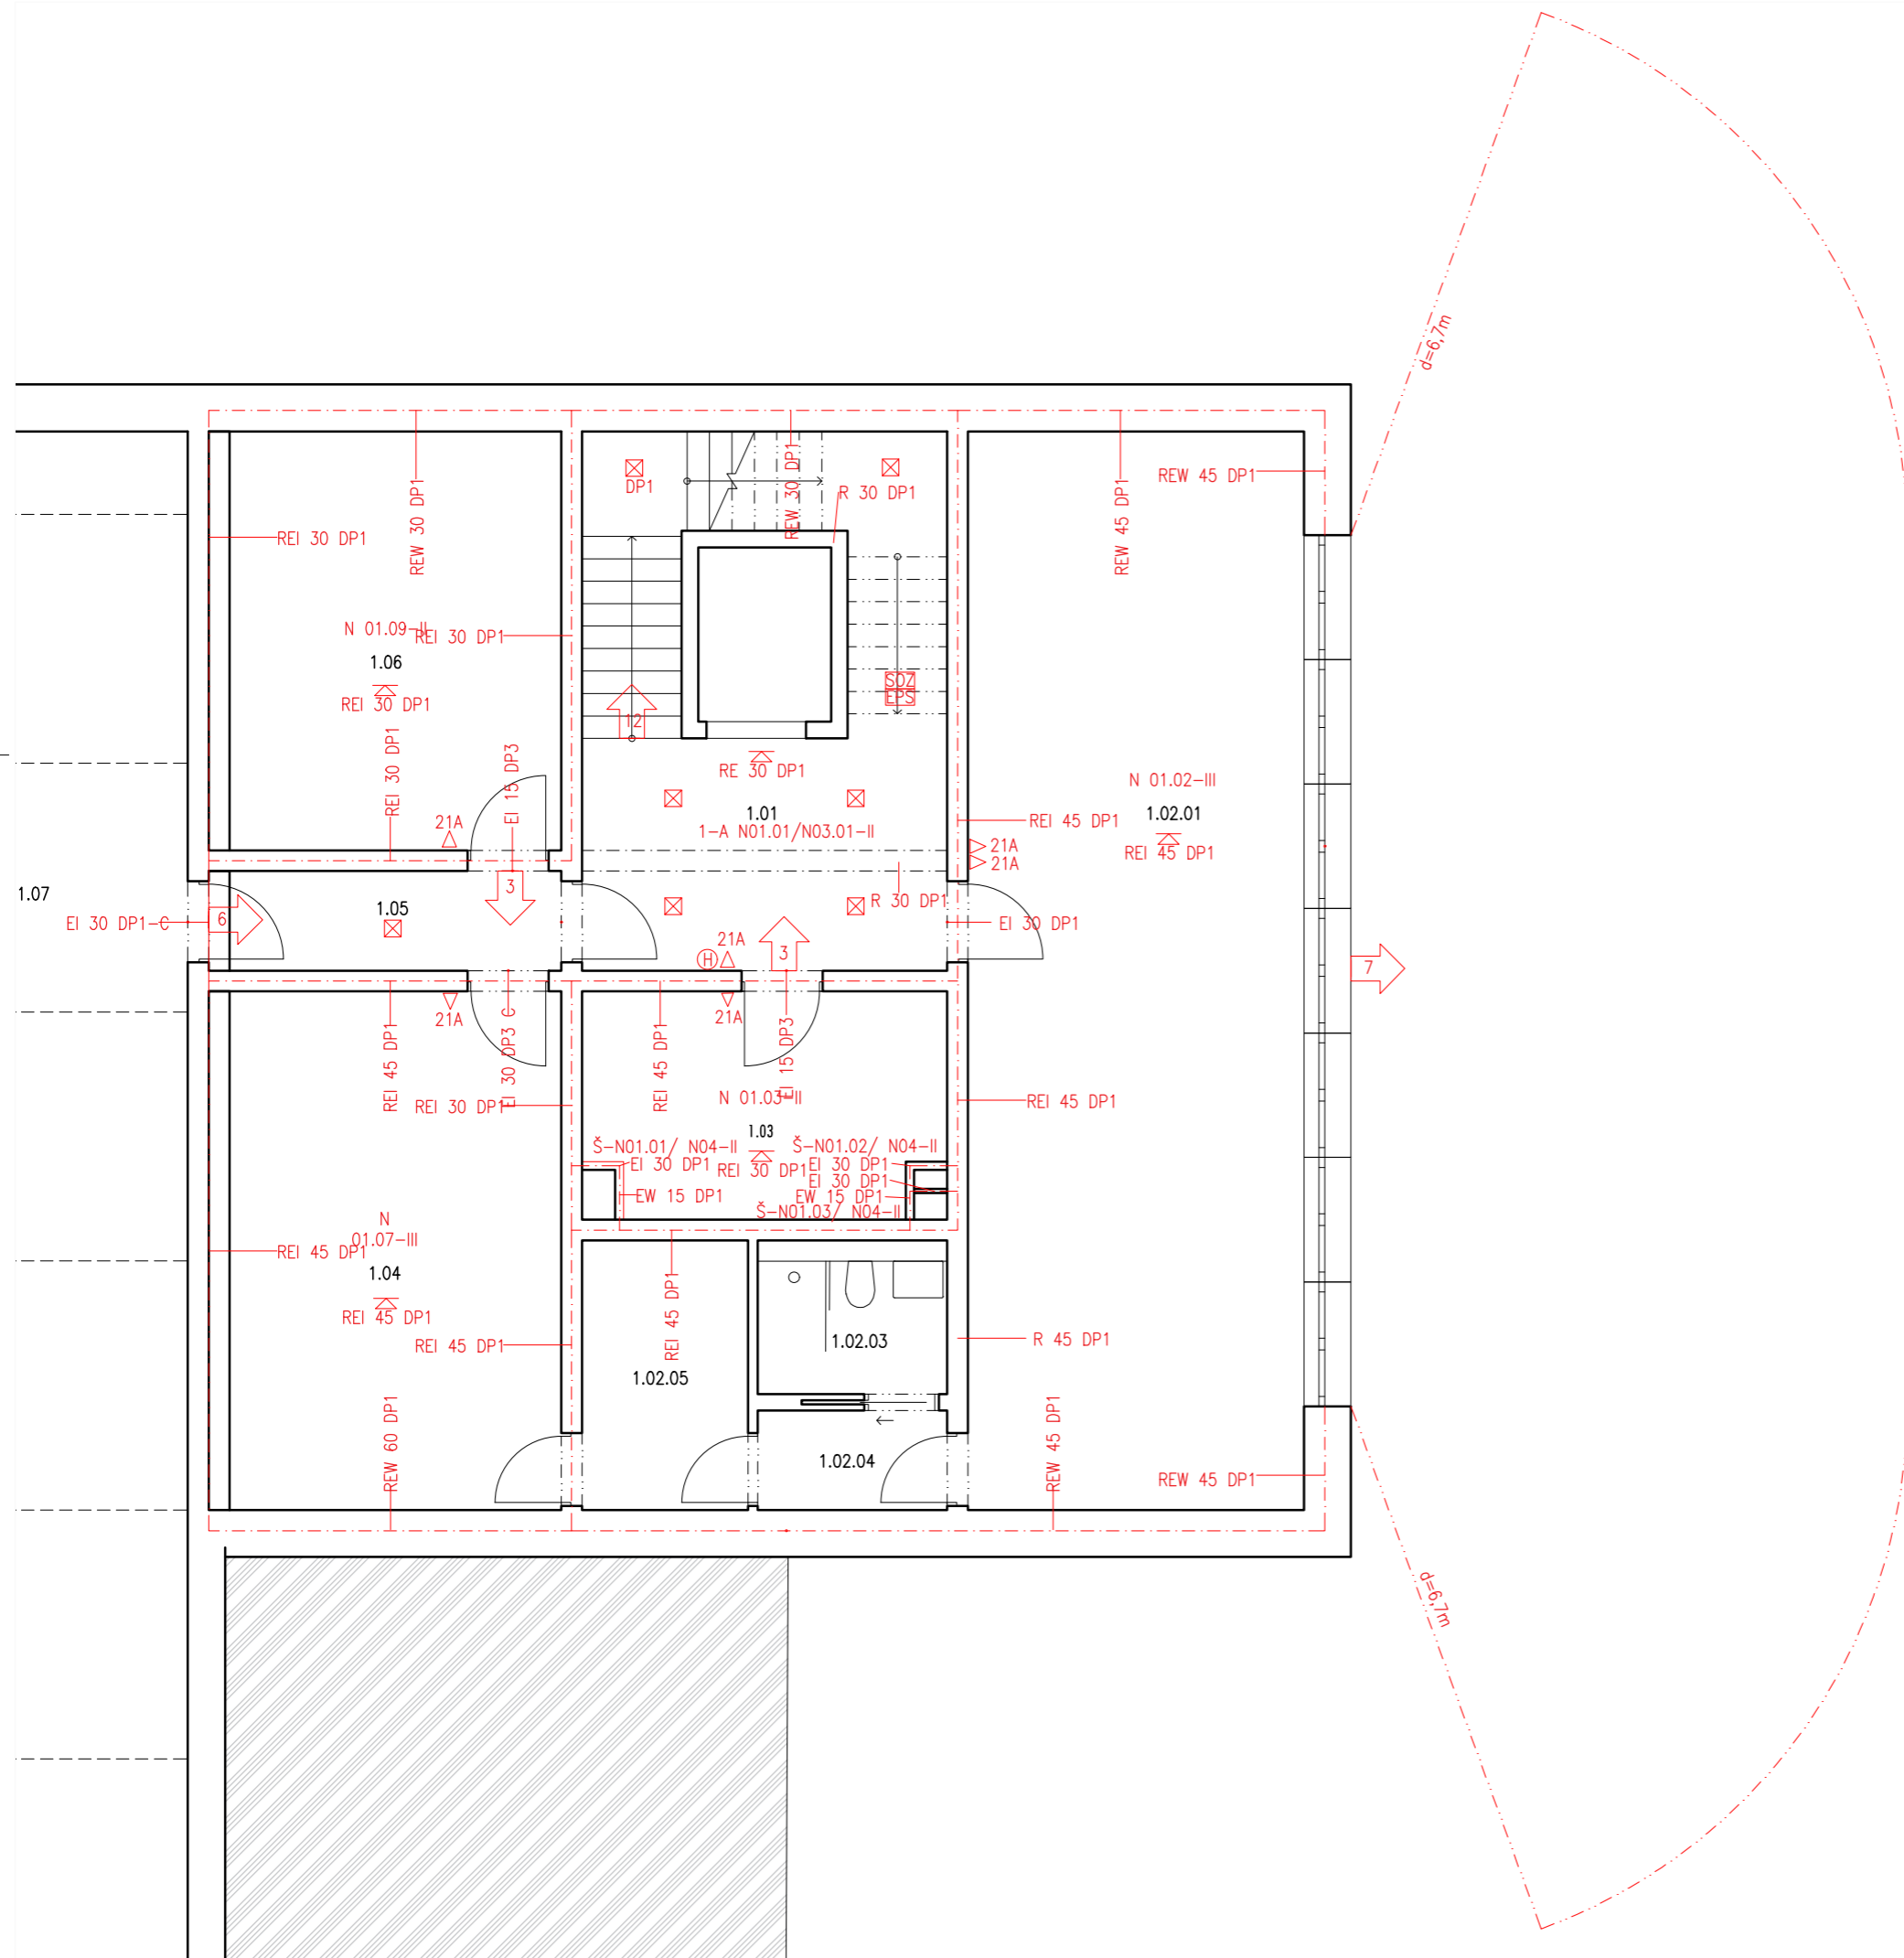 d=6,7m
REW 30 DP1
REW 30 DP1
REW 45 DP1
REW 45 DP1
DP1
R 30 DP1
REI 30 DP1
N 01.09-II
REI 30 DP1
1.06
REI 30 DP1
SOZ
EPS
12
REI 30 DP1
EI 15 DP3
RE 30 DP1
N 01.02-III
1.02.01
REI 45 DP1
REI 45 DP1
1.01
1-A N01.01/N03.01-II
21A
21A
21A
1.07
3
R 30 DP1
1.05
6
EI 30 DP1-C
EI 30 DP1
21A
H
3
7
21A
21A
REI 45 DP1
EI 30 DP3 C
REI 45 DP1
EI 15 DP3
REI 30 DP1
N 01.03-II
REI 45 DP1
1.03
Š-N01.01/ N04-II
Š-N01.02/ N04-II
EI 30 DP1
REI 30 DP1
EI 30 DP1
EI 30 DP1
EW 15 DP1
EW 15 DP1
Š-N01.03/ N04-II
N
01.07-III
REI 45 DP1
1.04
REI 45 DP1
REI 45 DP1
REI 45 DP1
1.02.03
R 45 DP1
1.02.05
REW 60 DP1
1.02.04
REW 45 DP1
REW 45 DP1
d=6,7m